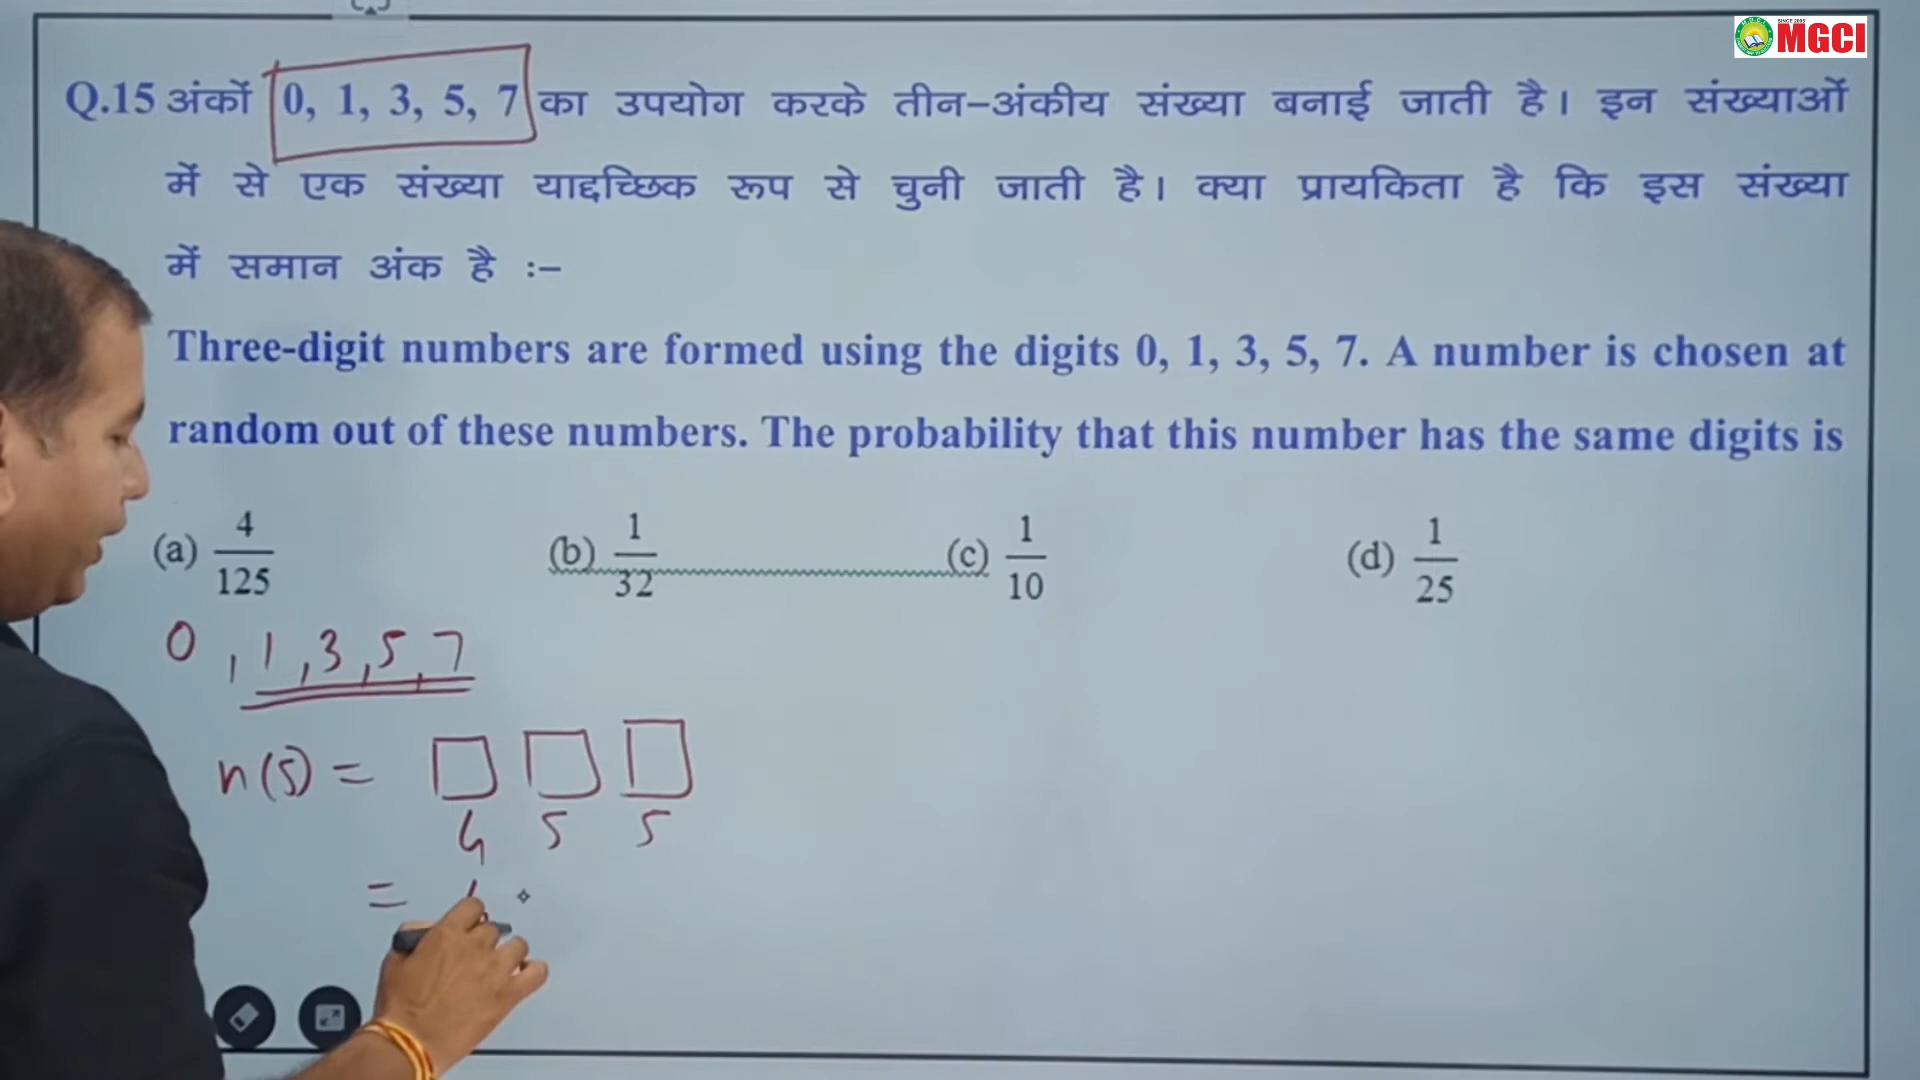 SINCE 2005
MGCI
Q.15 अंकों 0, 1, 3, 5, 7 का उपयोग करके तीन–अंकीय संख्या बनाई जाती है। इन संख्याओं
में से एक संख्या याद्दच्छिक रूप से चुनी जाती है। क्या प्रायकिता है कि इस संख्या
में समान अंक है :–
Three-digit numbers are formed using the digits 0, 1, 3, 5, 7. A number is chosen at
random out of these numbers. The probability that this number has the same digits is
(a) 4/125 (b) 1/32 (c) 1/10 (d) 1/25
0, 1, 3, 5, 7
n(s) =
4 5 5
=